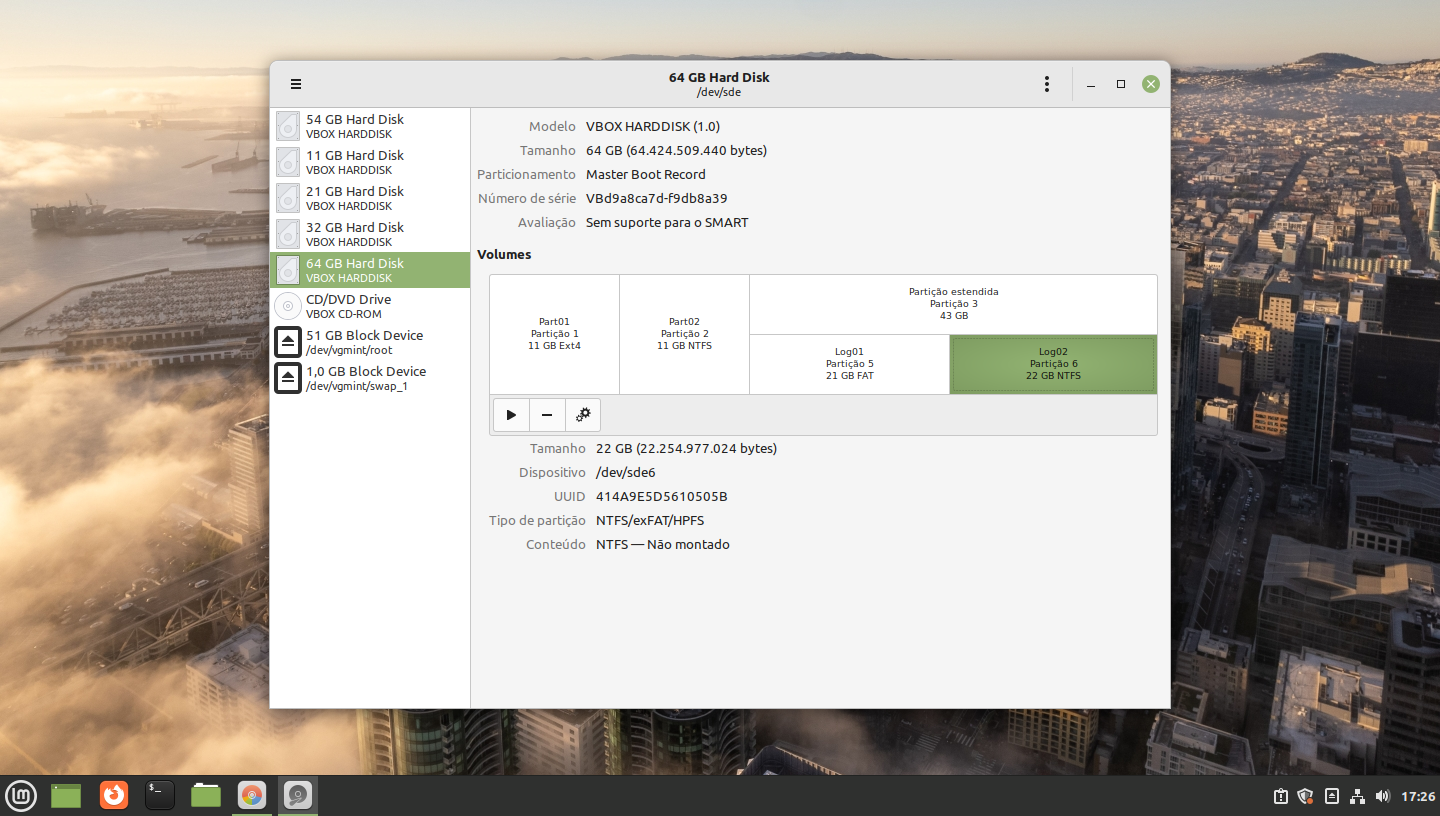 64 GB Hard Disk
/dev/sde
54 GB Hard Disk
VBOX HARDDISK
11 GB Hard Disk
VBOX HARDDISK
21 GB Hard Disk
VBOX HARDDISK
32 GB Hard Disk
VBOX HARDDISK
64 GB Hard Disk
VBOX HARDDISK
CD/DVD Drive
VBOX CD-ROM
51 GB Block Device
/dev/vgmint/root
1,0 GB Block Device
/dev/vgmint/swap_1
Modelo VBOX HARDDISK (1.0)
Tamanho 64 GB (64.424.509.440 bytes)
Particionamento Master Boot Record
Número de série VBd9a8ca7d-f9db8a39
Avaliação Sem suporte para o SMART
Volumes
Part01
Partição 1
11 GB Ext4
Part02
Partição 2
11 GB NTFS
Partição estendida
Partição 3
43 GB
Log01
Partição 5
21 GB FAT
Log02
Partição 6
22 GB NTFS
Tamanho 22 GB (22.254.977.024 bytes)
Dispositivo /dev/sde6
UUID 414A9E5D5610505B
Tipo de partição NTFS/exFAT/HPFS
Conteúdo NTFS — Não montado
$_
17:26